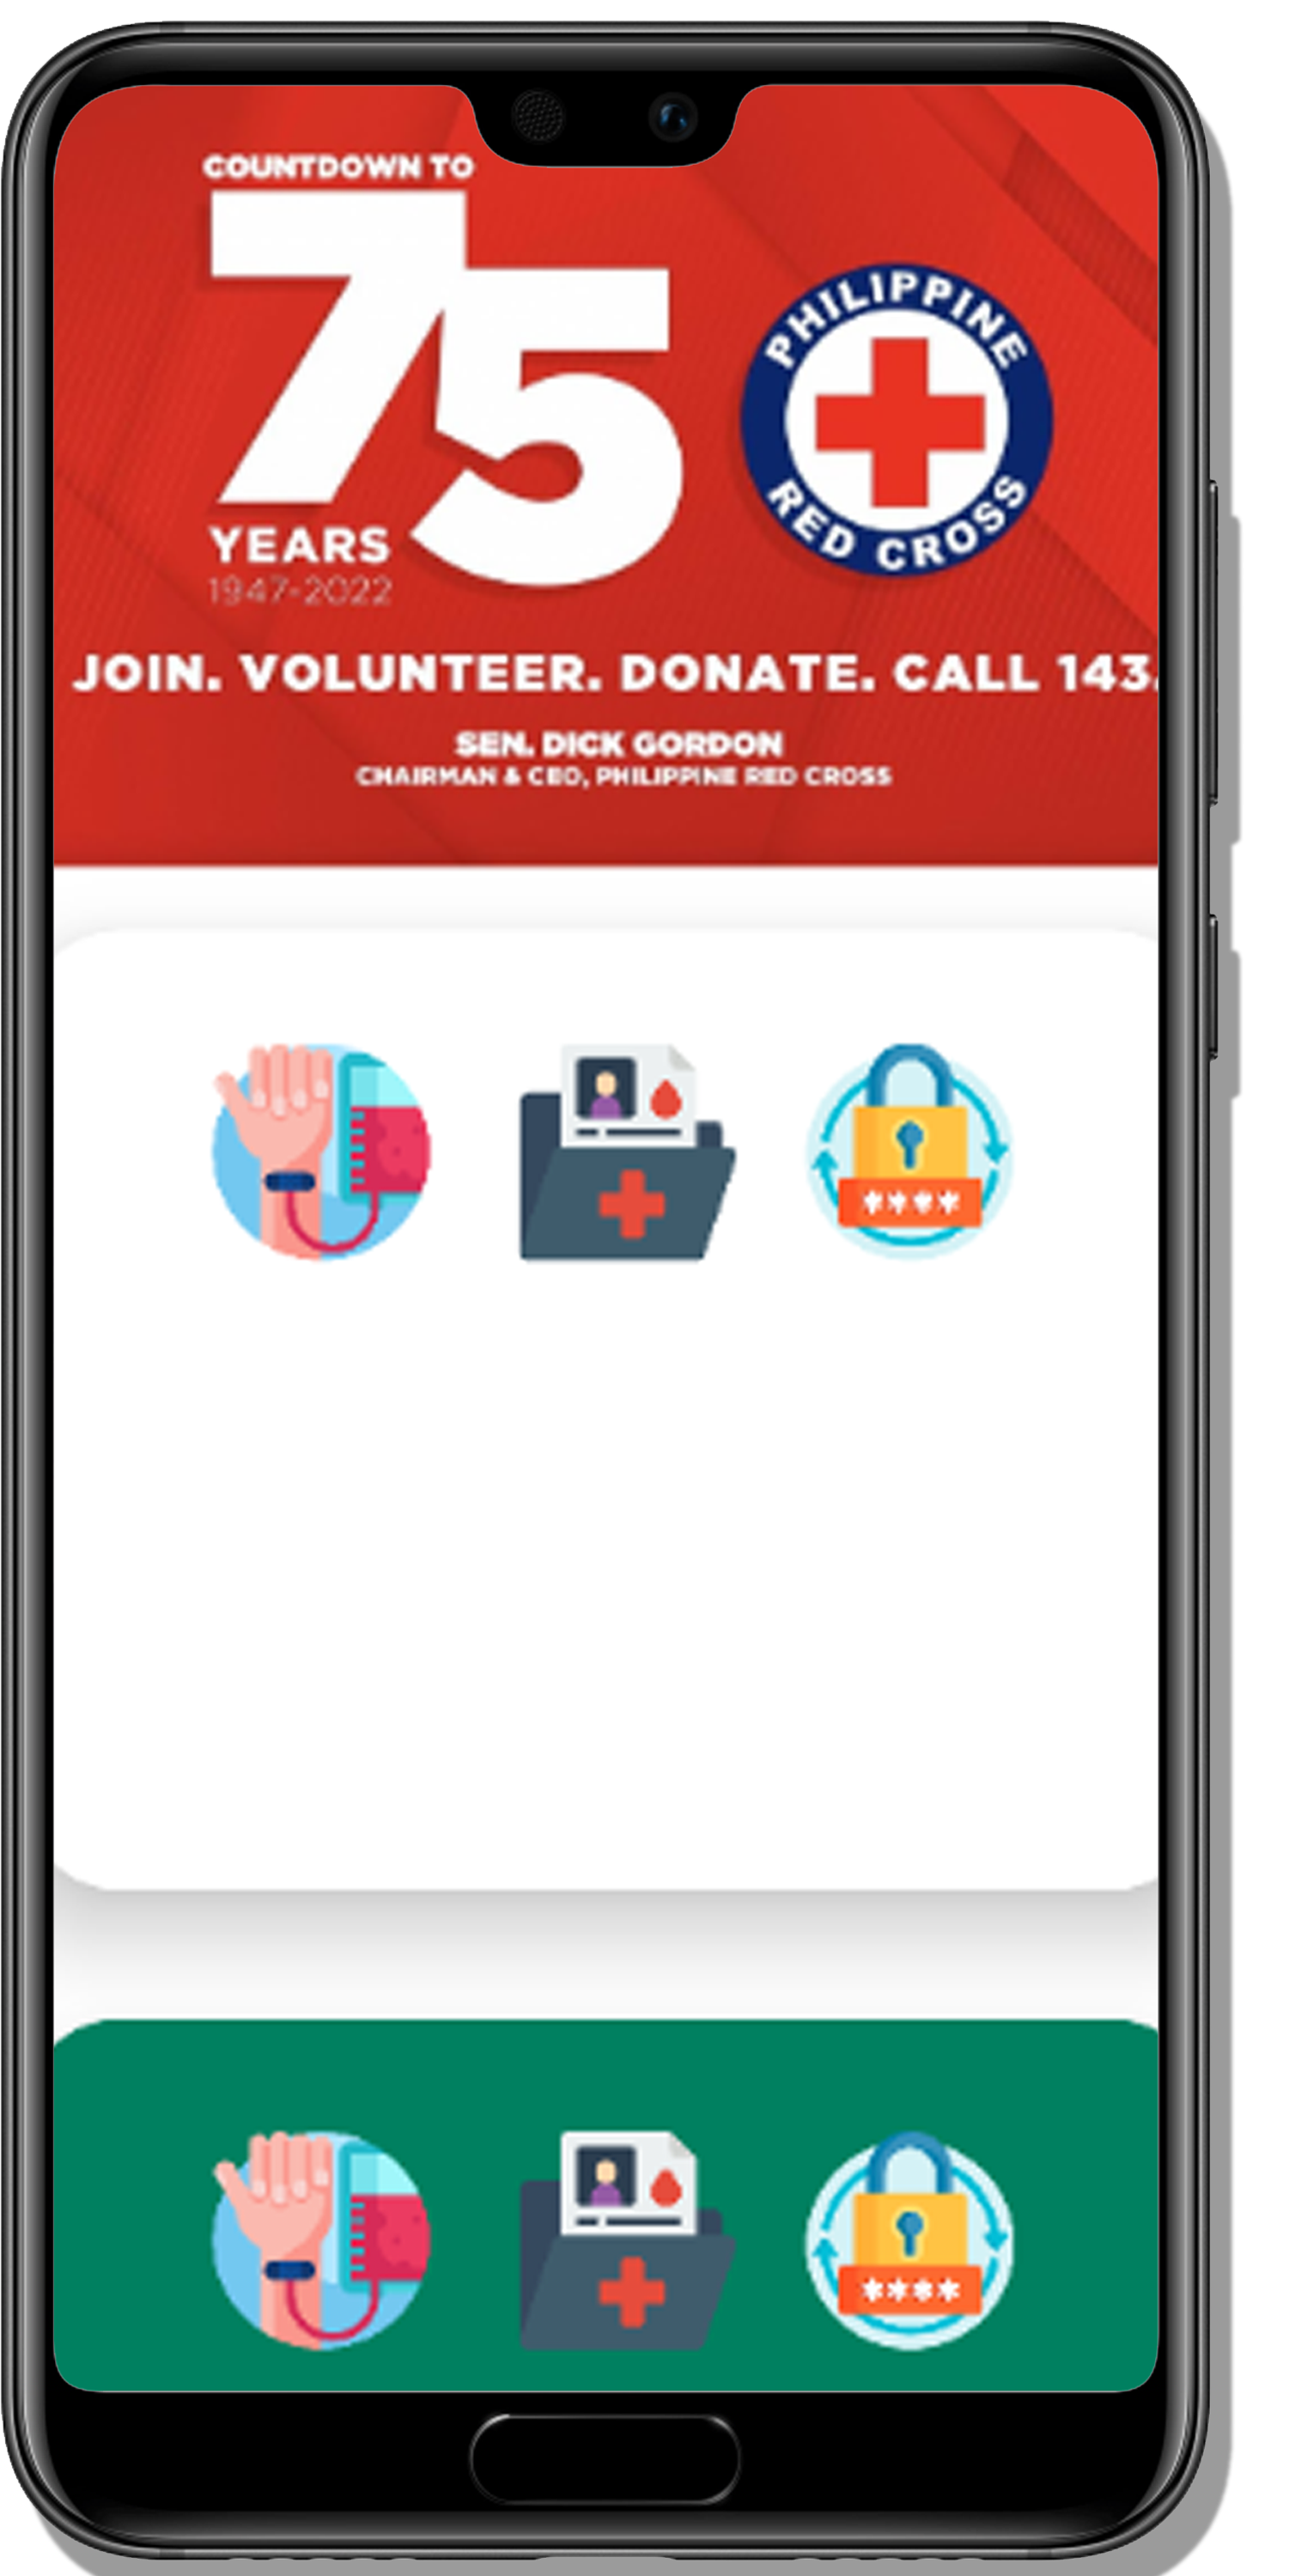 COUNTDOWN TO
75
YEARS
1947-2022
PHILIPPINE
RED CROSS
JOIN. VOLUNTEER. DONATE. CALL 143.
SEN. DICK GORDON
CHAIRMAN & CEO, PHILIPPINE RED CROSS
****
****